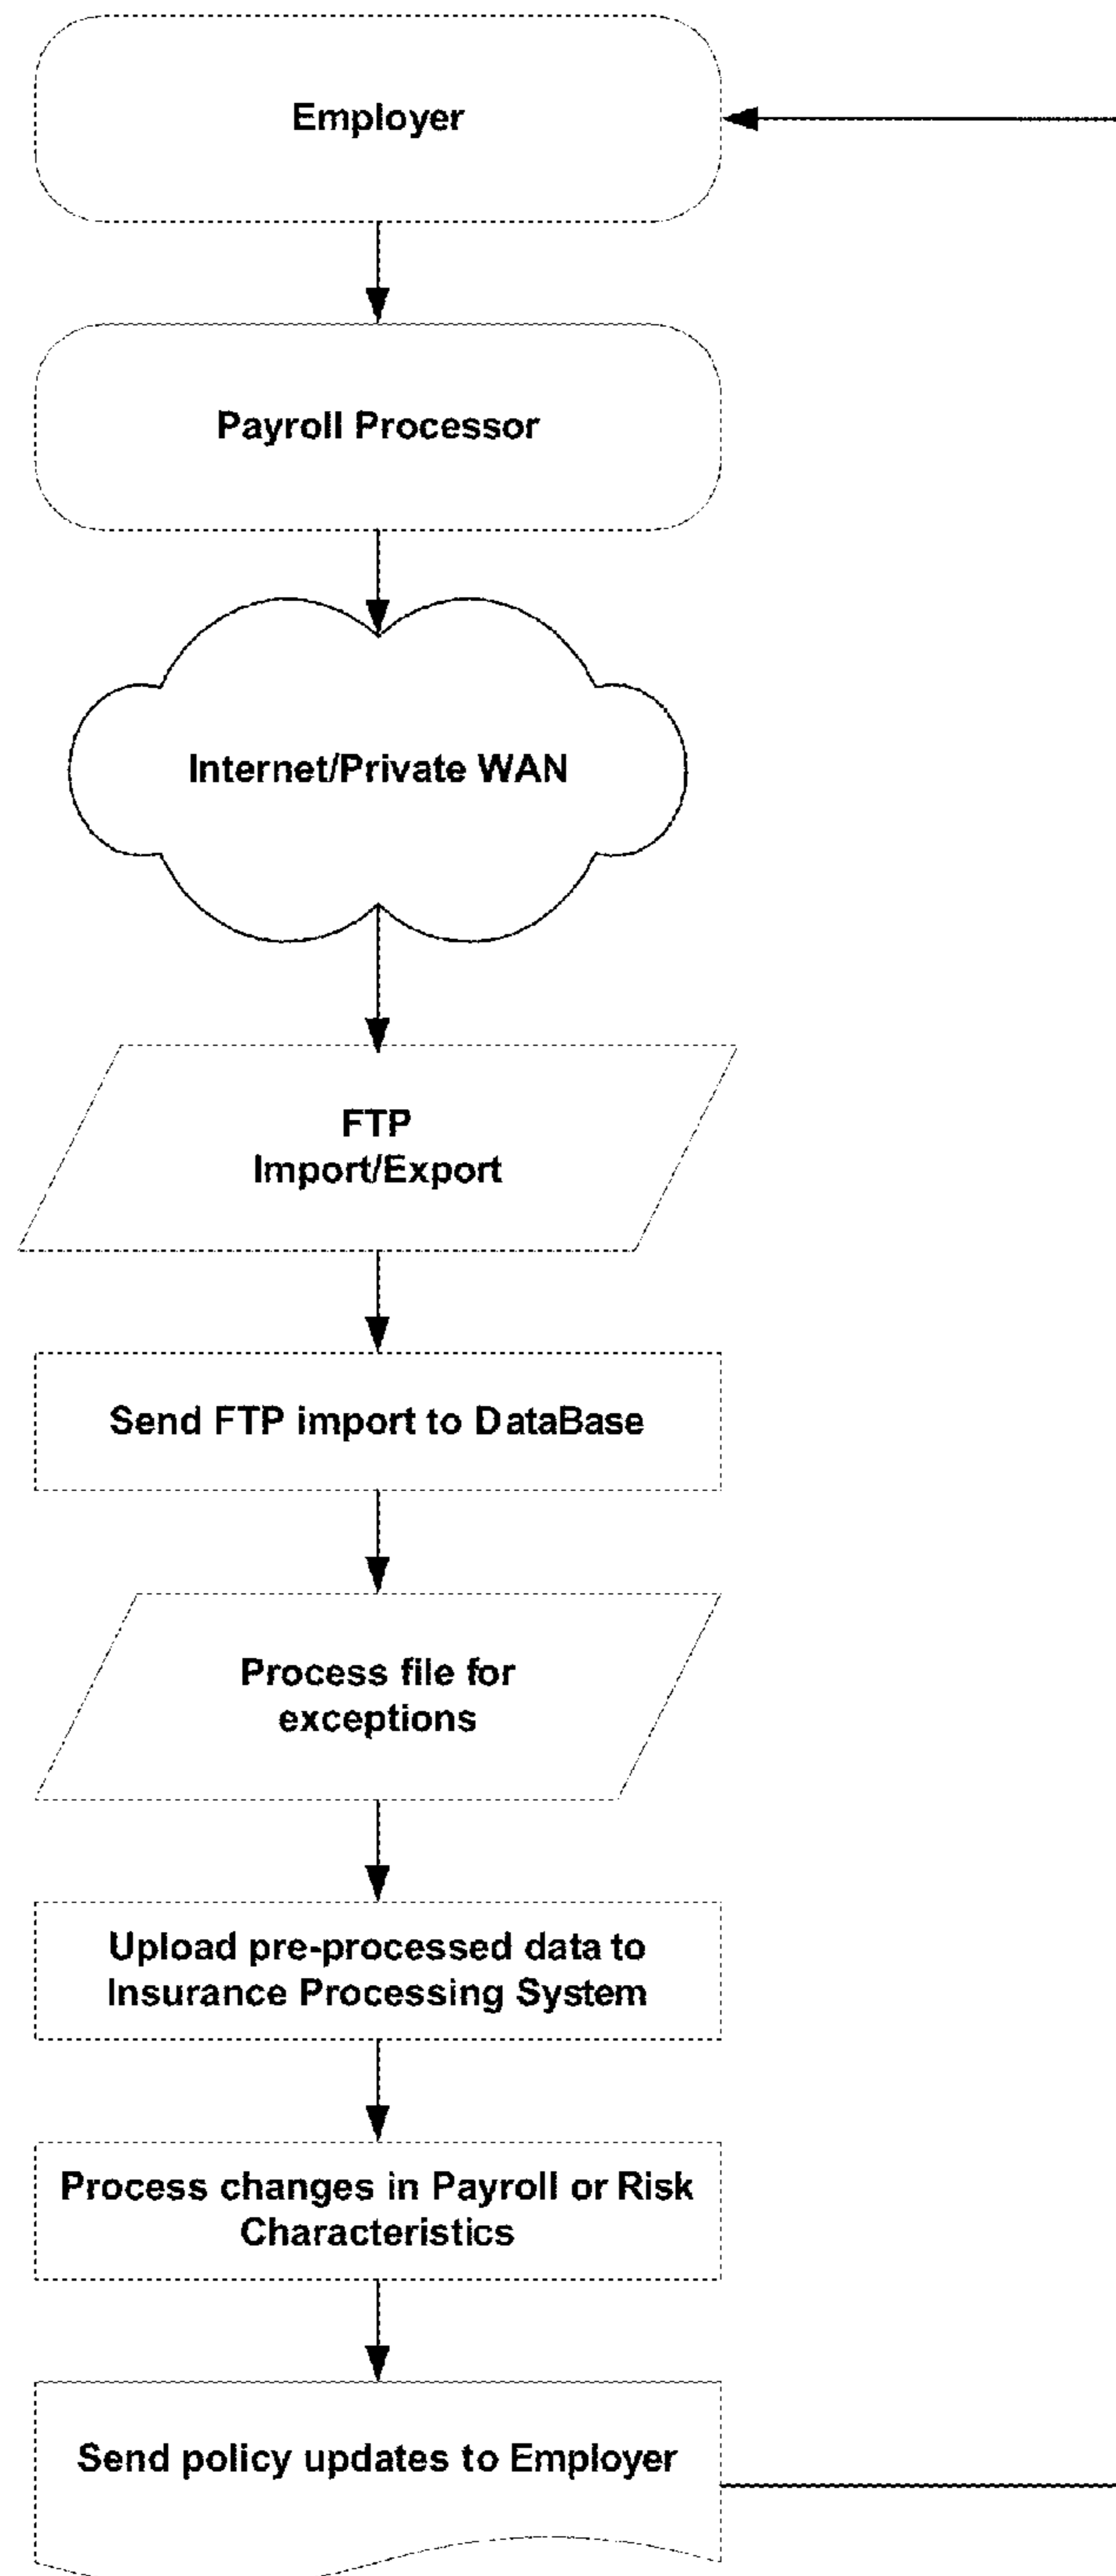 Employer
Payroll Processor
Internet/Private WAN
FTP
Import/Export
Send FTP import to DataBase
Process file for
exceptions
Upload pre-processed data to
Insurance Processing System
Process changes in Payroll or Risk
Characteristics
Send policy updates to Employer